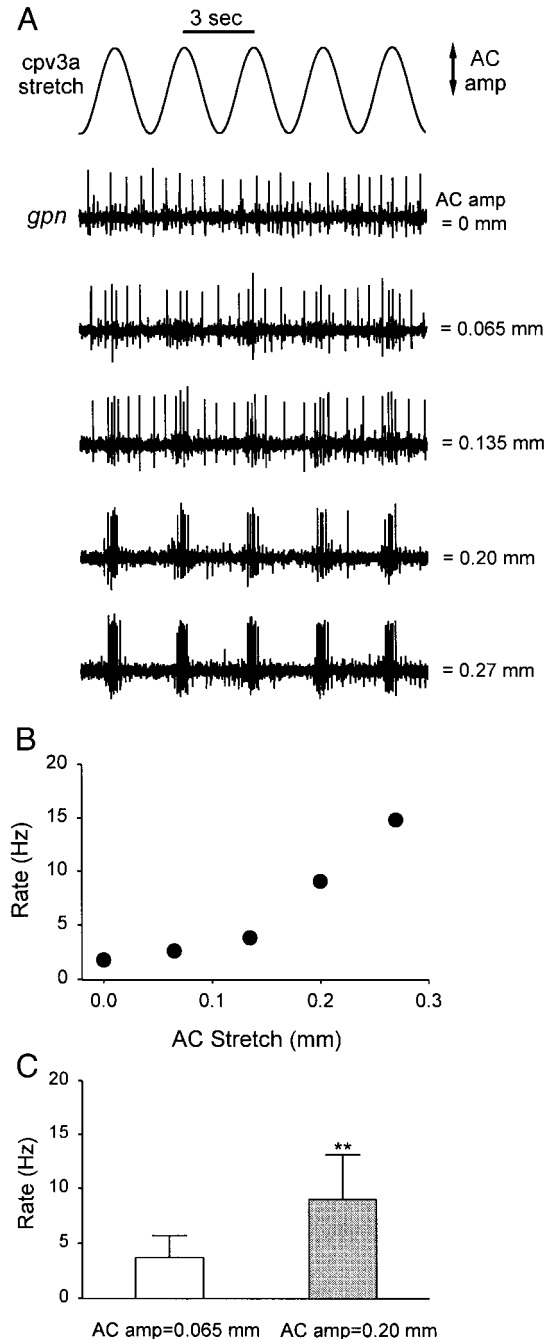 A
3 sec
cpv3a
stretch
AC
amp
gpn
AC amp
= 0 mm
= 0.065 mm
= 0.135 mm
= 0.20 mm
= 0.27 mm
B
20
15
10
5
0
Rate (Hz)
0.0 0.1 0.2 0.3
AC Stretch (mm)
C
20
15
10
5
0
Rate (Hz)
**
AC amp=0.065 mm AC amp=0.20 mm